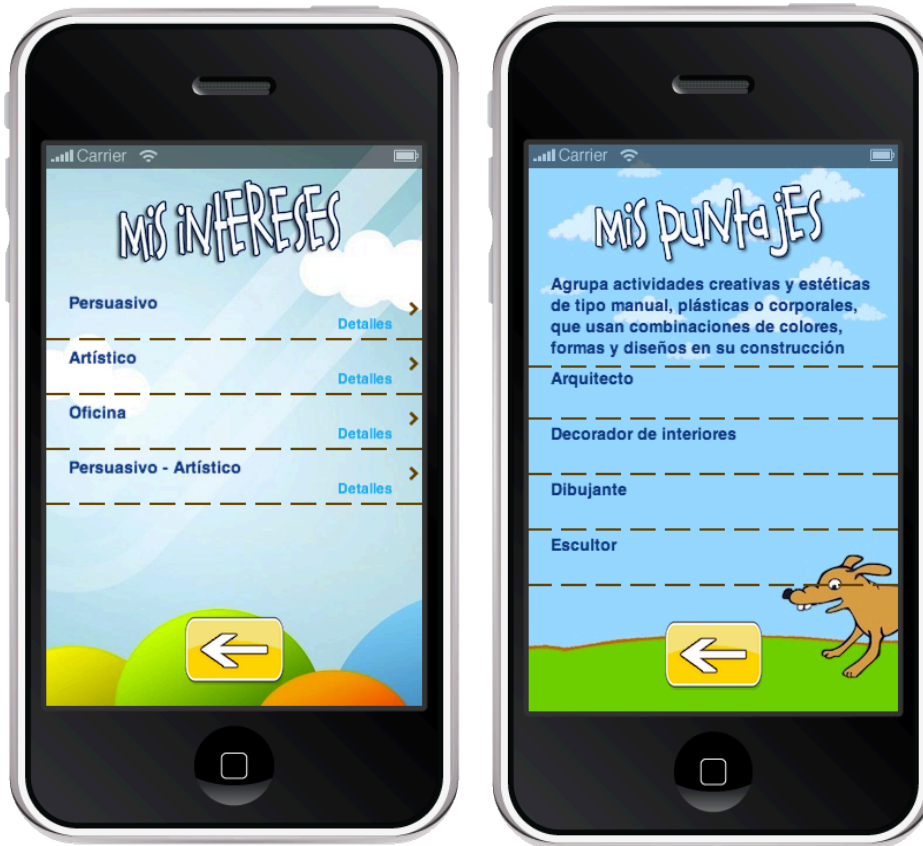 Carrier
MiS iNTERESES
Persuasivo
Detalles
Artístico
Detalles
Oficina
Detalles
Persuasivo - Artístico
Detalles
Carrier
MiS puNtajES
Agrupa actividades creativas y estéticas
de tipo manual, plásticas o corporales,
que usan combinaciones de colores,
formas y diseños en su construcción
Arquitecto
Decorador de interiores
Dibujante
Escultor